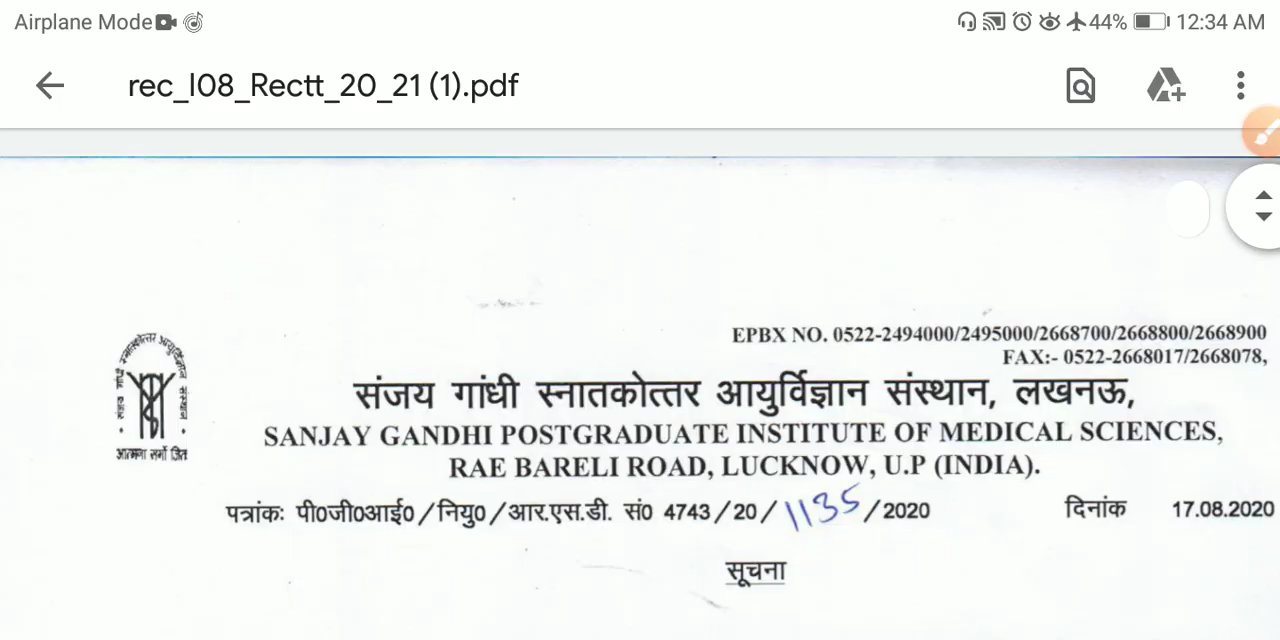 Airplane Mode 44% 12:34 AM
rec_l08_Rectt_20_21 (1).pdf
EPBX NO. 0522-2494000/2495000/2668700/2668800/2668900
FAX:- 0522-2668017/2668078,
संजय गांधी स्नातकोत्तर आयुर्विज्ञान संस्थान, लखनऊ,
SANJAY GANDHI POSTGRADUATE INSTITUTE OF MEDICAL SCIENCES,
RAE BARELI ROAD, LUCKNOW, U.P (INDIA).
पत्रांकः पी0जी0आई0/नियु0/आर.एस.डी. सं0 4743/20/1135/2020 दिनांक 17.08.2020
सूचना